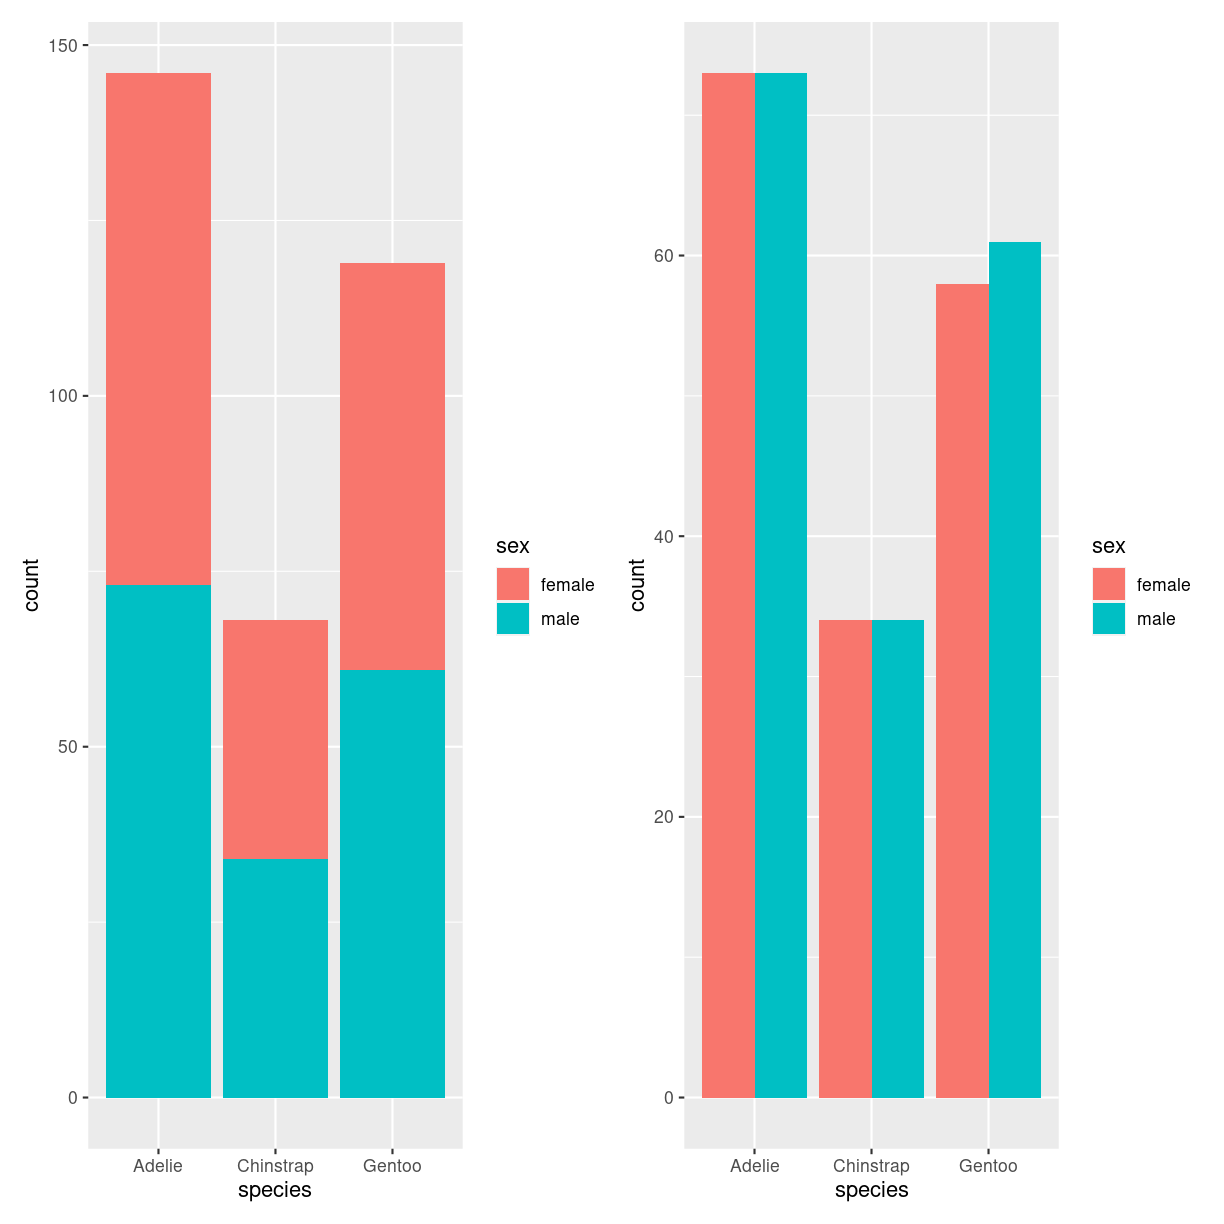 150
100
50
0
count
Adelie Chinstrap Gentoo
species
sex
female
male
60
40
20
0
count
Adelie Chinstrap Gentoo
species
sex
female
male